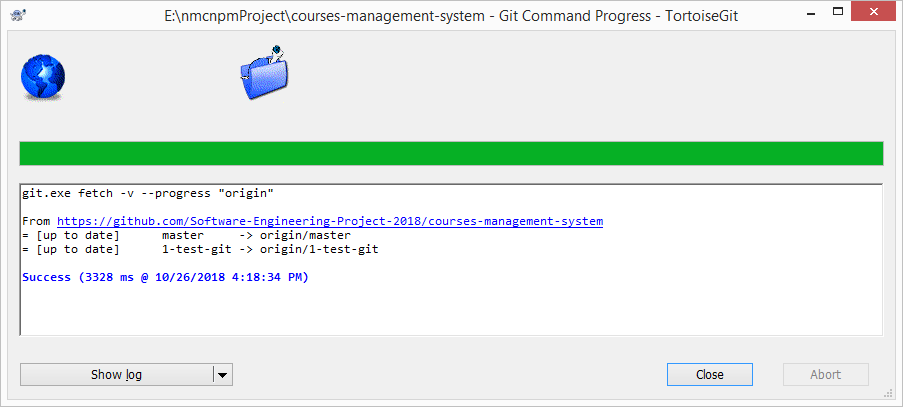 E:\nmcnpmProject\courses-management-system - Git Command Progress - TortoiseGit
git.exe fetch -v --progress "origin"
From https://github.com/Software-Engineering-Project-2018/courses-management-system
= [up to date]      master     -> origin/master
= [up to date]      1-test-git -> origin/1-test-git
Success (3328 ms @ 10/26/2018 4:18:34 PM)
Show log
Close
Abort